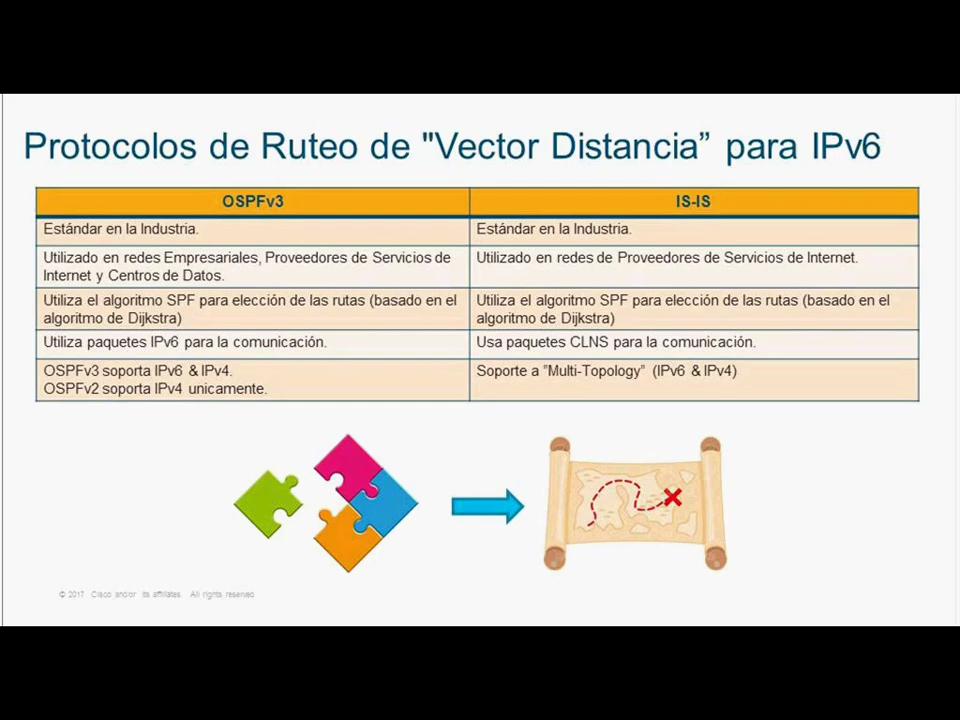 Protocolos de Ruteo de "Vector Distancia” para IPv6
OSPFv3
IS-IS
Estándar en la Industria.
Estándar en la Industria.
Utilizado en redes Empresariales, Proveedores de Servicios de
Internet y Centros de Datos.
Utilizado en redes de Proveedores de Servicios de Internet.
Utiliza el algoritmo SPF para elección de las rutas (basado en el
algoritmo de Dijkstra)
Utiliza el algoritmo SPF para elección de las rutas (basado en el
algoritmo de Dijkstra)
Utiliza paquetes IPv6 para la comunicación.
Usa paquetes CLNS para la comunicación.
OSPFv3 soporta IPv6 & IPv4.
OSPFv2 soporta IPv4 unicamente.
Soporte a ”Multi-Topology” (IPv6 & IPv4)
© 2017 Cisco and/or its affiliates. All rights reserved